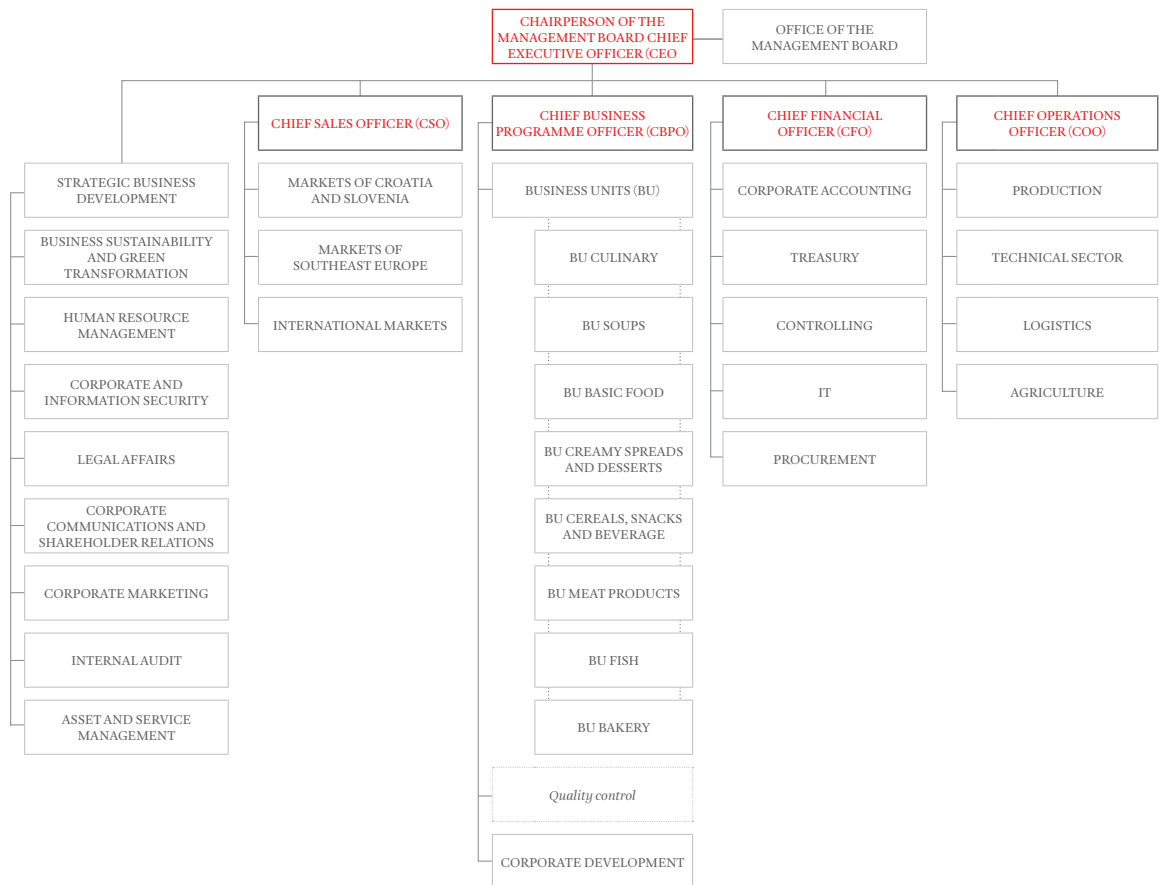 CHAIRPERSON OF THE
MANAGEMENT BOARD CHIEF
EXECUTIVE OFFICER (CEO
OFFICE OF THE
MANAGEMENT BOARD
CHIEF SALES OFFICER (CSO)
CHIEF BUSINESS
PROGRAMME OFFICER (CBPO)
CHIEF FINANCIAL
OFFICER (CFO)
CHIEF OPERATIONS
OFFICER (COO)
STRATEGIC BUSINESS
DEVELOPMENT
BUSINESS SUSTAINABILITY
AND GREEN
TRANSFORMATION
HUMAN RESOURCE
MANAGEMENT
CORPORATE AND
INFORMATION SECURITY
LEGAL AFFAIRS
CORPORATE
COMMUNICATIONS AND
SHAREHOLDER RELATIONS
CORPORATE MARKETING
INTERNAL AUDIT
ASSET AND SERVICE
MANAGEMENT
MARKETS OF CROATIA
AND SLOVENIA
MARKETS OF
SOUTHEAST EUROPE
INTERNATIONAL MARKETS
BUSINESS UNITS (BU)
BU CULINARY
BU SOUPS
BU BASIC FOOD
BU CREAMY SPREADS
AND DESSERTS
BU CEREALS, SNACKS
AND BEVERAGE
BU MEAT PRODUCTS
BU FISH
BU BAKERY
Quality control
CORPORATE DEVELOPMENT
CORPORATE ACCOUNTING
TREASURY
CONTROLLING
IT
PROCUREMENT
PRODUCTION
TECHNICAL SECTOR
LOGISTICS
AGRICULTURE